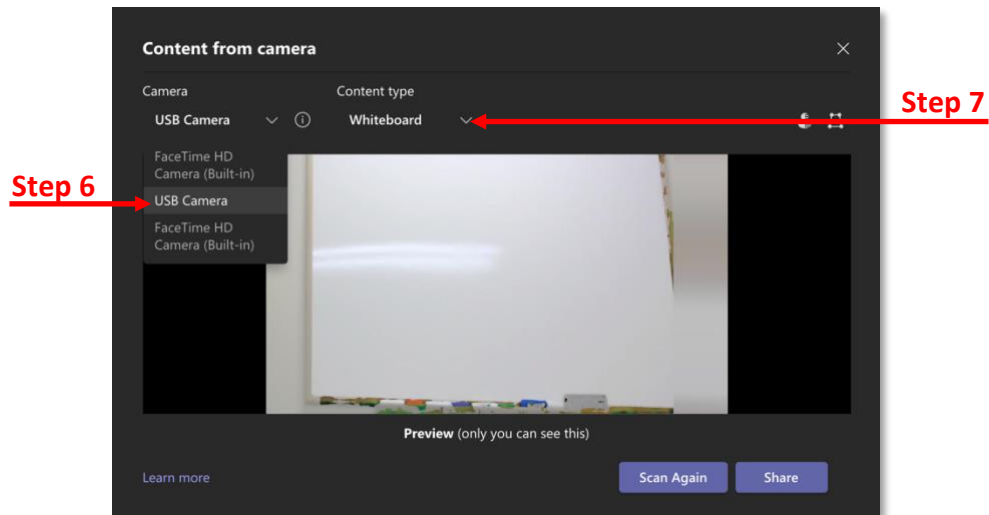 Content from camera
Camera
Content type
Step 7
USB Camera
Whiteboard
FaceTime HD
Camera (Built-in)
Step 6
USB Camera
FaceTime HD
Camera (Built-in)
Preview (only you can see this)
Learn more
Scan Again
Share